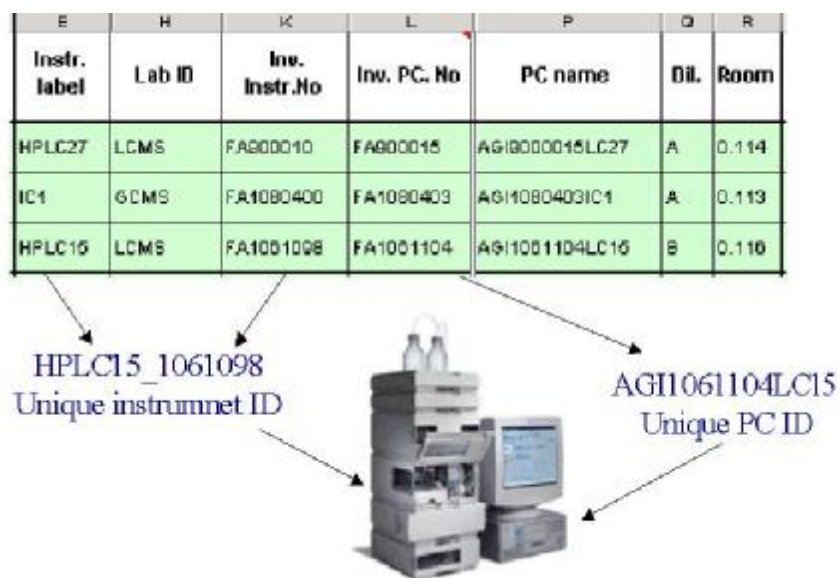 E H K L P Q R
Instr. label Lab ID Inv. Instr.No Inv. PC. No PC name Bil. Room
HPLC27 LCMS FA900010 FA900015 AGI9000015LC27 A 0.114
IC1 GCMS FA1080400 FA1080403 AGI1080403IC1 A 0.113
HPLC15 LCMS FA1061098 FA1061104 AGI1061104LC15 B 0.116
HPLC15_1061098
Unique instrumnet ID
AGI1061104LC15
Unique PC ID